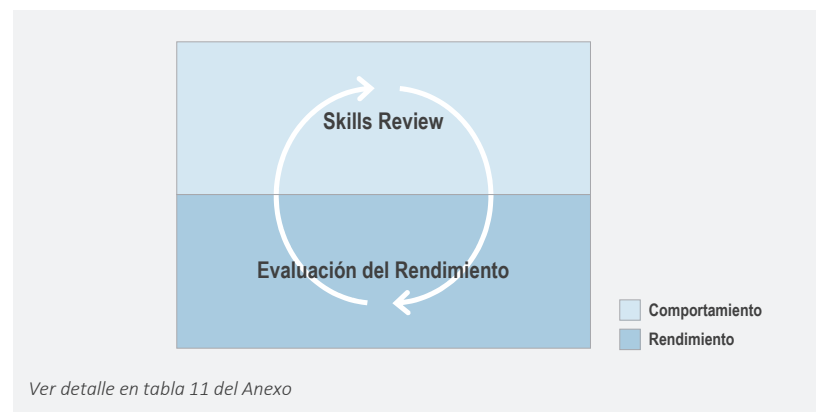 Skills Review
Evaluación del Rendimiento
Comportamiento
Rendimiento
Ver detalle en tabla 11 del Anexo